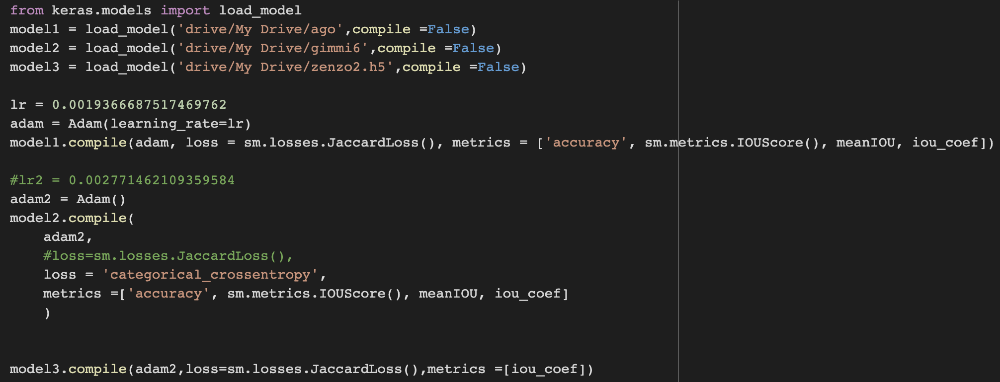 from keras.models import load_model
model1 = load_model('drive/My Drive/ago',compile =False)
model2 = load_model('drive/My Drive/gimmi6',compile =False)
model3 = load_model('drive/My Drive/zenzo2.h5',compile =False)

lr = 0.0019366687517469762
adam = Adam(learning_rate=lr)
model1.compile(adam, loss = sm.losses.JaccardLoss(), metrics = ['accuracy', sm.metrics.IOUScore(), meanIOU, iou_coef])

#lr2 = 0.002771462109359584
adam2 = Adam()
model2.compile(
    adam2,
    #loss=sm.losses.JaccardLoss(),
    loss = 'categorical_crossentropy',
    metrics =['accuracy', sm.metrics.IOUScore(), meanIOU, iou_coef]
    )


model3.compile(adam2,loss=sm.losses.JaccardLoss(),metrics =[iou_coef])